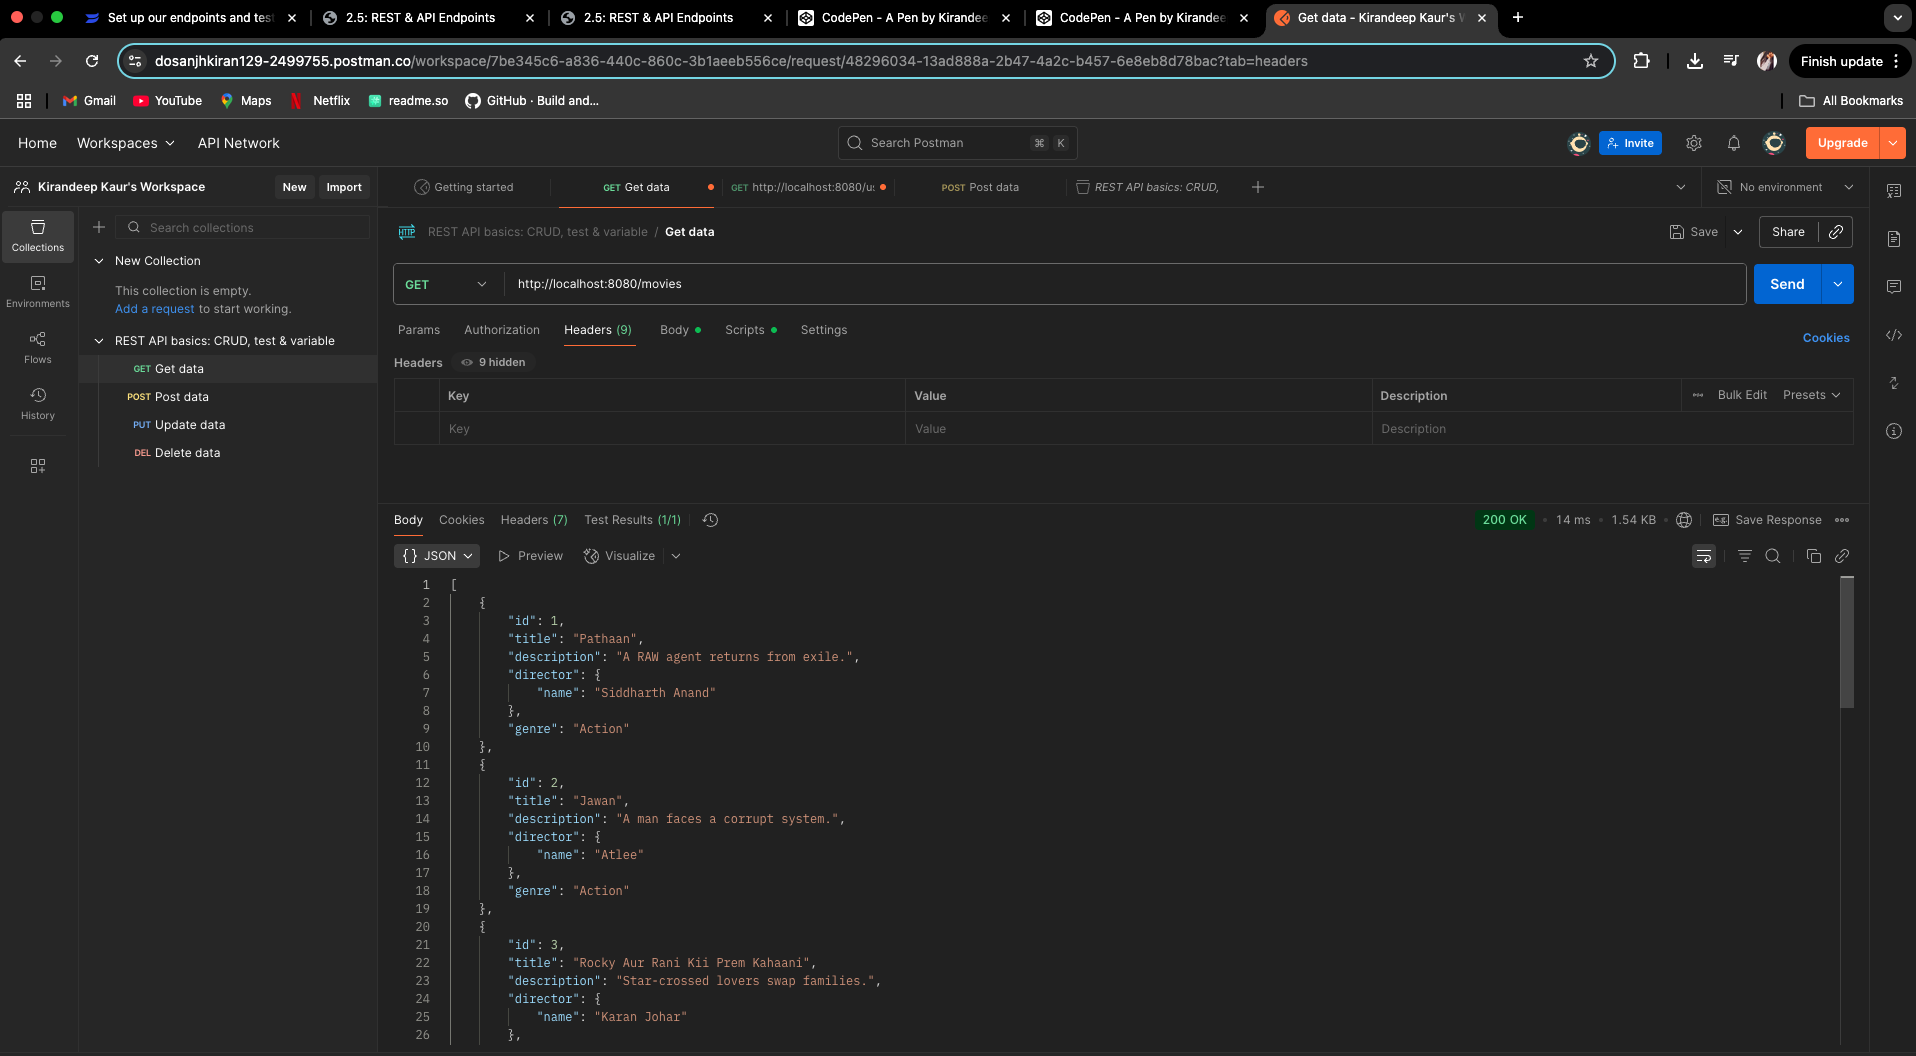 Set up our endpoints and test
2.5: REST & API Endpoints
2.5: REST & API Endpoints
CodePen - A Pen by Kirandee
CodePen - A Pen by Kirandee
Get data - Kirandeep Kaur's W
dosanjhkiran129-2499755.postman.co/workspace/7be345c6-a836-440c-860c-3b1aeeb556ce/request/48296034-13ad888a-2b47-4a2c-b457-6e8eb8d78bac?tab=headers
Finish update
Gmail
YouTube
Maps
Netflix
readme.so
GitHub · Build and...
All Bookmarks
Home
Workspaces
API Network
Search Postman
⌘ K
Invite
Upgrade
Kirandeep Kaur's Workspace
New
Import
Getting started
GET Get data
GET http://localhost:8080/us
POST Post data
REST API basics: CRUD,
No environment
Collections
Environments
Flows
History
Search collections
New Collection
This collection is empty.
Add a request to start working.
REST API basics: CRUD, test & variable
GET Get data
POST Post data
PUT Update data
DEL Delete data
HTTP
REST API basics: CRUD, test & variable / Get data
Save
Share
GET
http://localhost:8080/movies
Send
Params
Authorization
Headers (9)
Body
Scripts
Settings
Cookies
Headers
9 hidden
Key
Value
Description
Bulk Edit
Presets
Key
Value
Description
Body
Cookies
Headers (7)
Test Results (1/1)
200 OK
14 ms
1.54 KB
e.g.
Save Response
{} JSON
Preview
Visualize
1 [
2 {
3 "id": 1,
4 "title": "Pathaan",
5 "description": "A RAW agent returns from exile.",
6 "director": {
7 "name": "Siddharth Anand"
8 },
9 "genre": "Action"
10 },
11 {
12 "id": 2,
13 "title": "Jawan",
14 "description": "A man faces a corrupt system.",
15 "director": {
16 "name": "Atlee"
17 },
18 "genre": "Action"
19 },
20 {
21 "id": 3,
22 "title": "Rocky Aur Rani Kii Prem Kahaani",
23 "description": "Star-crossed lovers swap families.",
24 "director": {
25 "name": "Karan Johar"
26 },